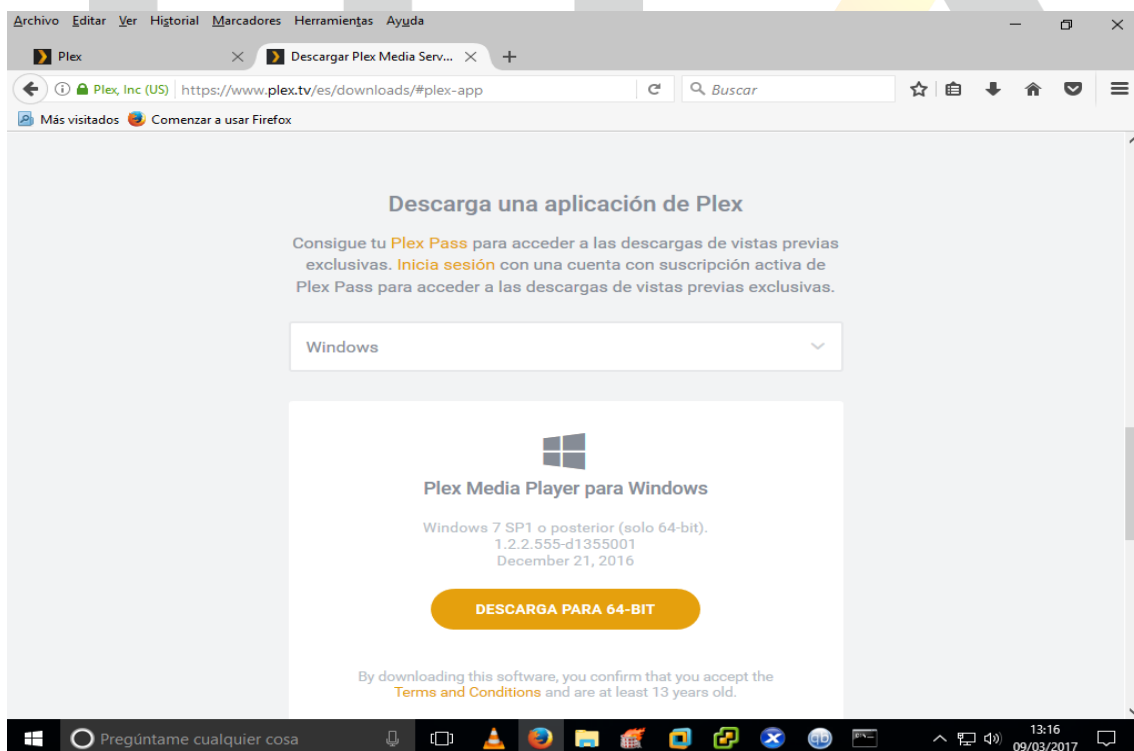 Archivo Editar Ver Historial Marcadores Herramientas Ayuda
Plex
Descargar Plex Media Serv...
Plex, Inc (US) https://www.plex.tv/es/downloads/#plex-app
Buscar
Más visitados Comenzar a usar Firefox
Descarga una aplicación de Plex
Consigue tu Plex Pass para acceder a las descargas de vistas previas
exclusivas. Inicia sesión con una cuenta con suscripción activa de
Plex Pass para acceder a las descargas de vistas previas exclusivas.
Windows
Plex Media Player para Windows
Windows 7 SP1 o posterior (solo 64-bit).
1.2.2.555-d1355001
December 21, 2016
DESCARGA PARA 64-BIT
By downloading this software, you confirm that you accept the
Terms and Conditions and are at least 13 years old.
Pregúntame cualquier cosa
qb
13:16
09/03/2017